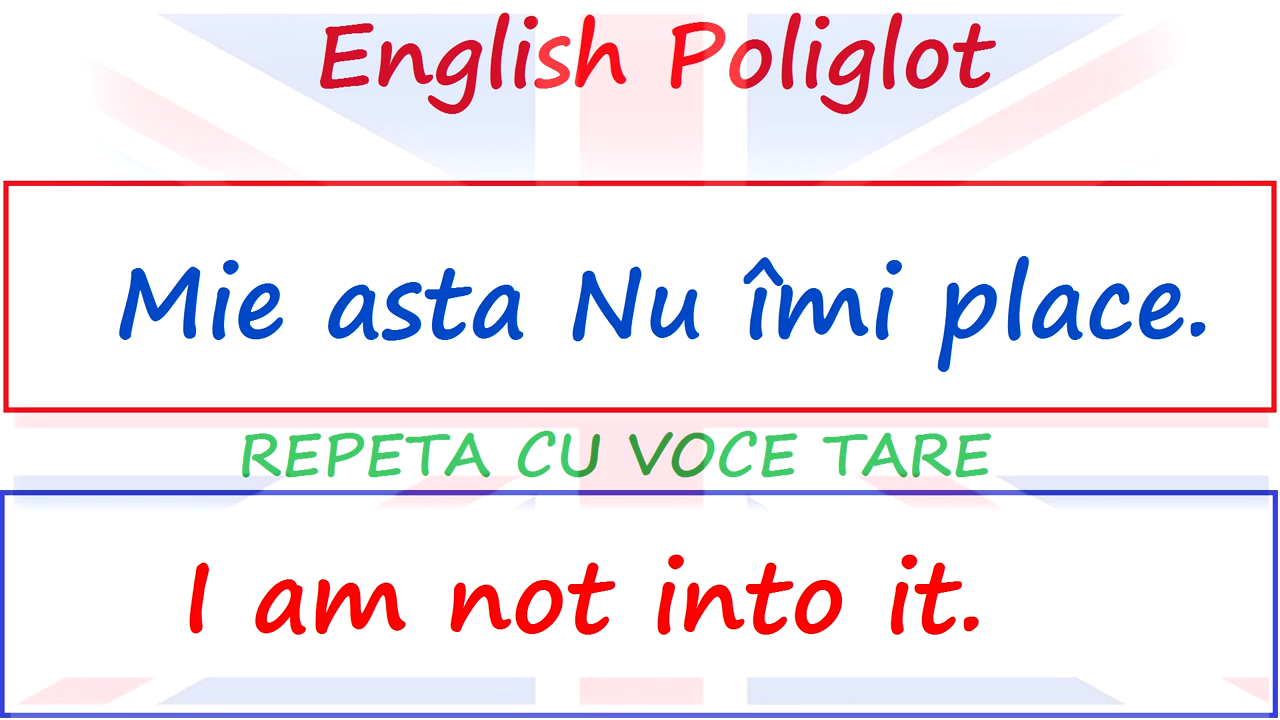 English Poliglot
Mie asta Nu îmi place.
REPETA CU VOCE TARE
I am not into it.